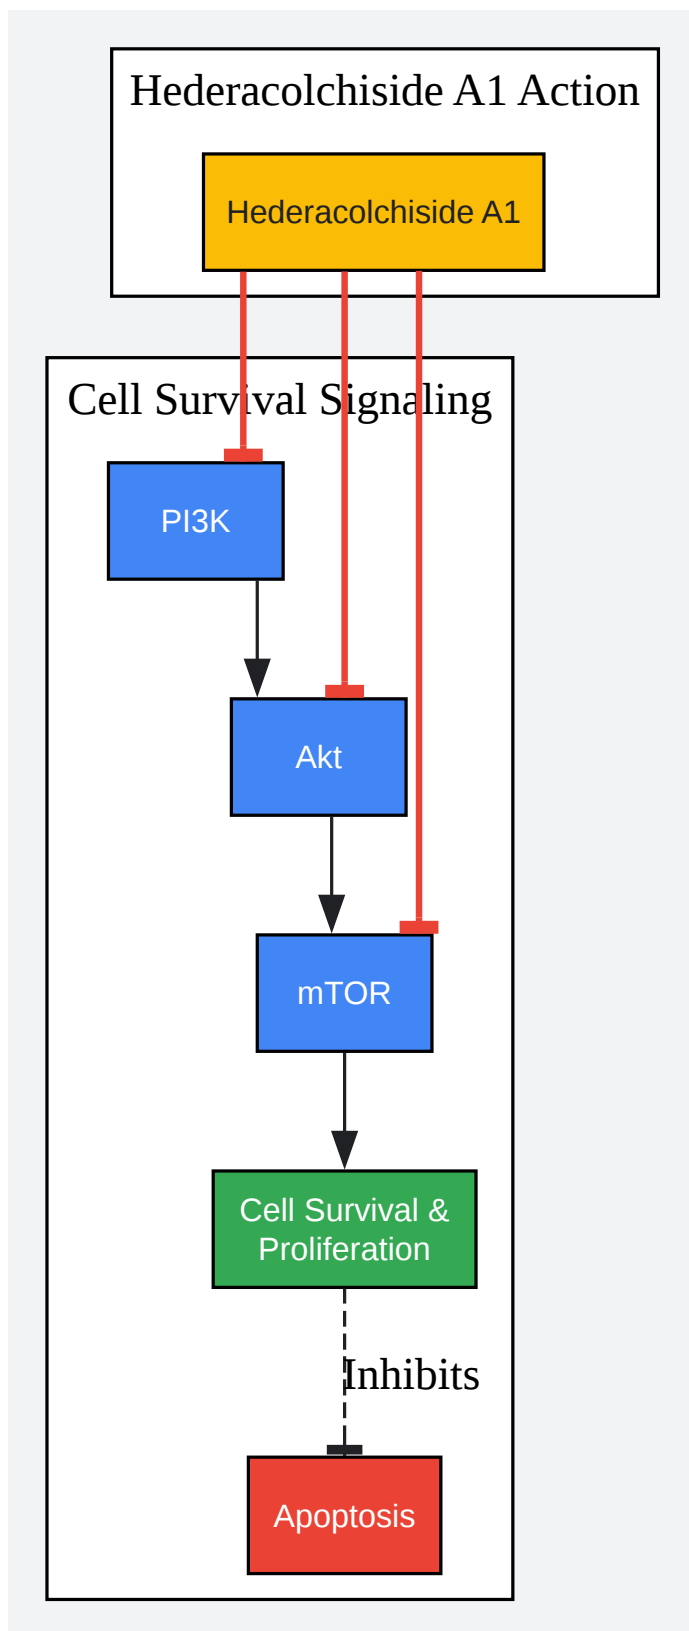 Hederacolchiside A1 Action
Hederacolchiside A1
Cell Survival Signaling
PI3K
Akt
mTOR
Cell Survival &
Proliferation
Inhibits
Apoptosis